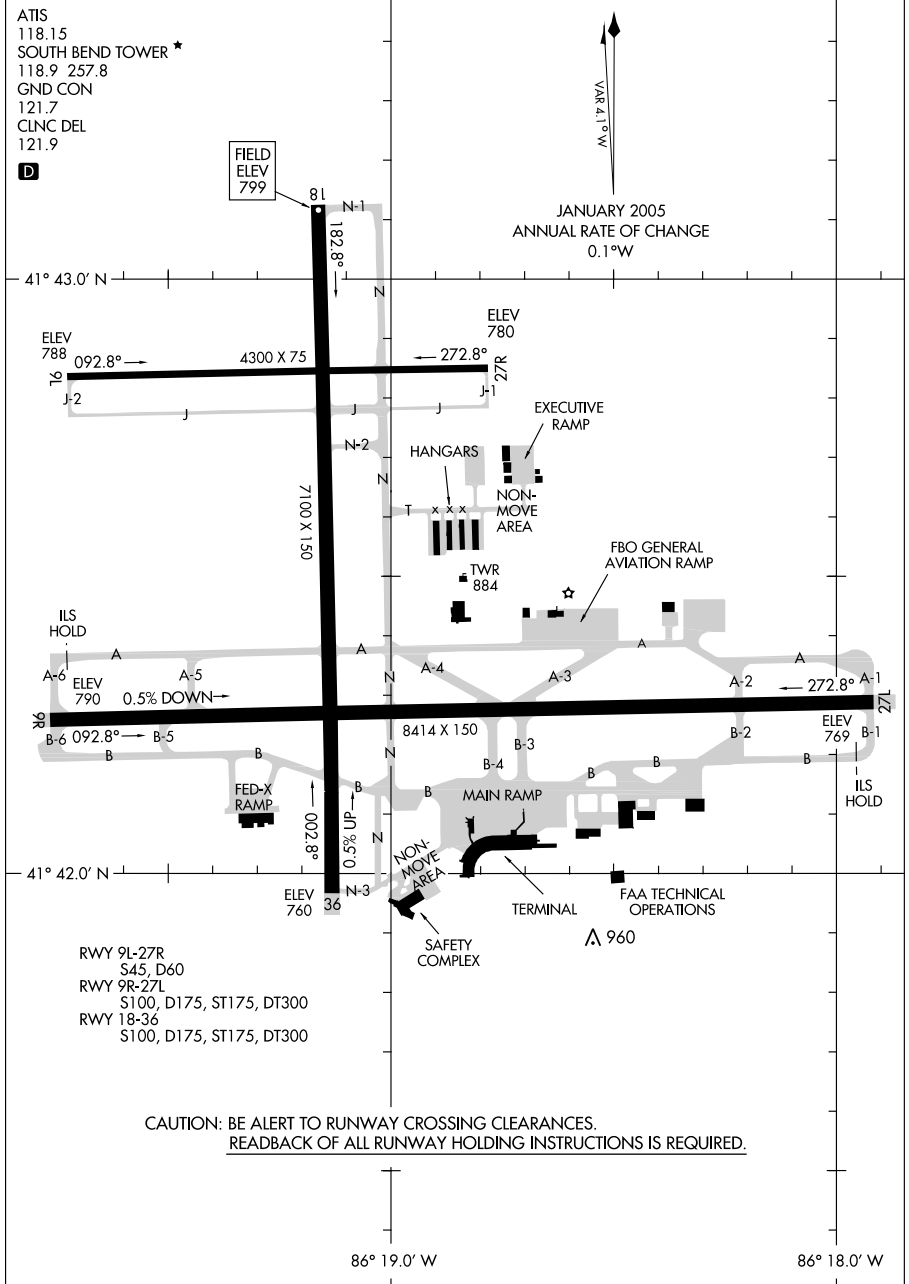 ATIS
118.15
SOUTH BEND TOWER ★
118.9 257.8
GND CON
121.7
CLNC DEL
121.9
D
VAR 4.1° W
JANUARY 2005
ANNUAL RATE OF CHANGE
0.1°W
FIELD
ELEV
799
18
N-1
182.8°
N
41° 43.0' N
ELEV
788
092.8°
4300 X 75
272.8°
ELEV
780
9L
27R
J-2
J
J
J
J-1
N-2
N
7100 X 150
HANGARS
EXECUTIVE
RAMP
NON-
MOVE
AREA
T
x x x
TWR
884
FBO GENERAL
AVIATION RAMP
ILS
HOLD
A
A
A
A
A-6
A-5
A-4
A-3
A-2
A-1
N
ELEV
790
0.5% DOWN
272.8°
9R
27L
092.8°
8414 X 150
ELEV
769
B-6
B-5
N
B-4
B-3
B-2
B-1
B
B
B
B
B
B
B
ILS
HOLD
FED-X
RAMP
MAIN RAMP
002.8°
0.5% UP
N
NON-
MOVE
AREA
41° 42.0' N
ELEV
760
36
N-3
TERMINAL
FAA TECHNICAL
OPERATIONS
SAFETY
COMPLEX
960
RWY 9L-27R
S45, D60
RWY 9R-27L
S100, D175, ST175, DT300
RWY 18-36
S100, D175, ST175, DT300
CAUTION: BE ALERT TO RUNWAY CROSSING CLEARANCES.
READBACK OF ALL RUNWAY HOLDING INSTRUCTIONS IS REQUIRED.
86° 19.0' W
86° 18.0' W